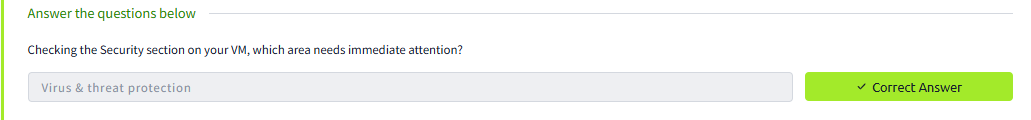 Answer the questions below
Checking the Security section on your VM, which area needs immediate attention?
Virus & threat protection
Correct Answer